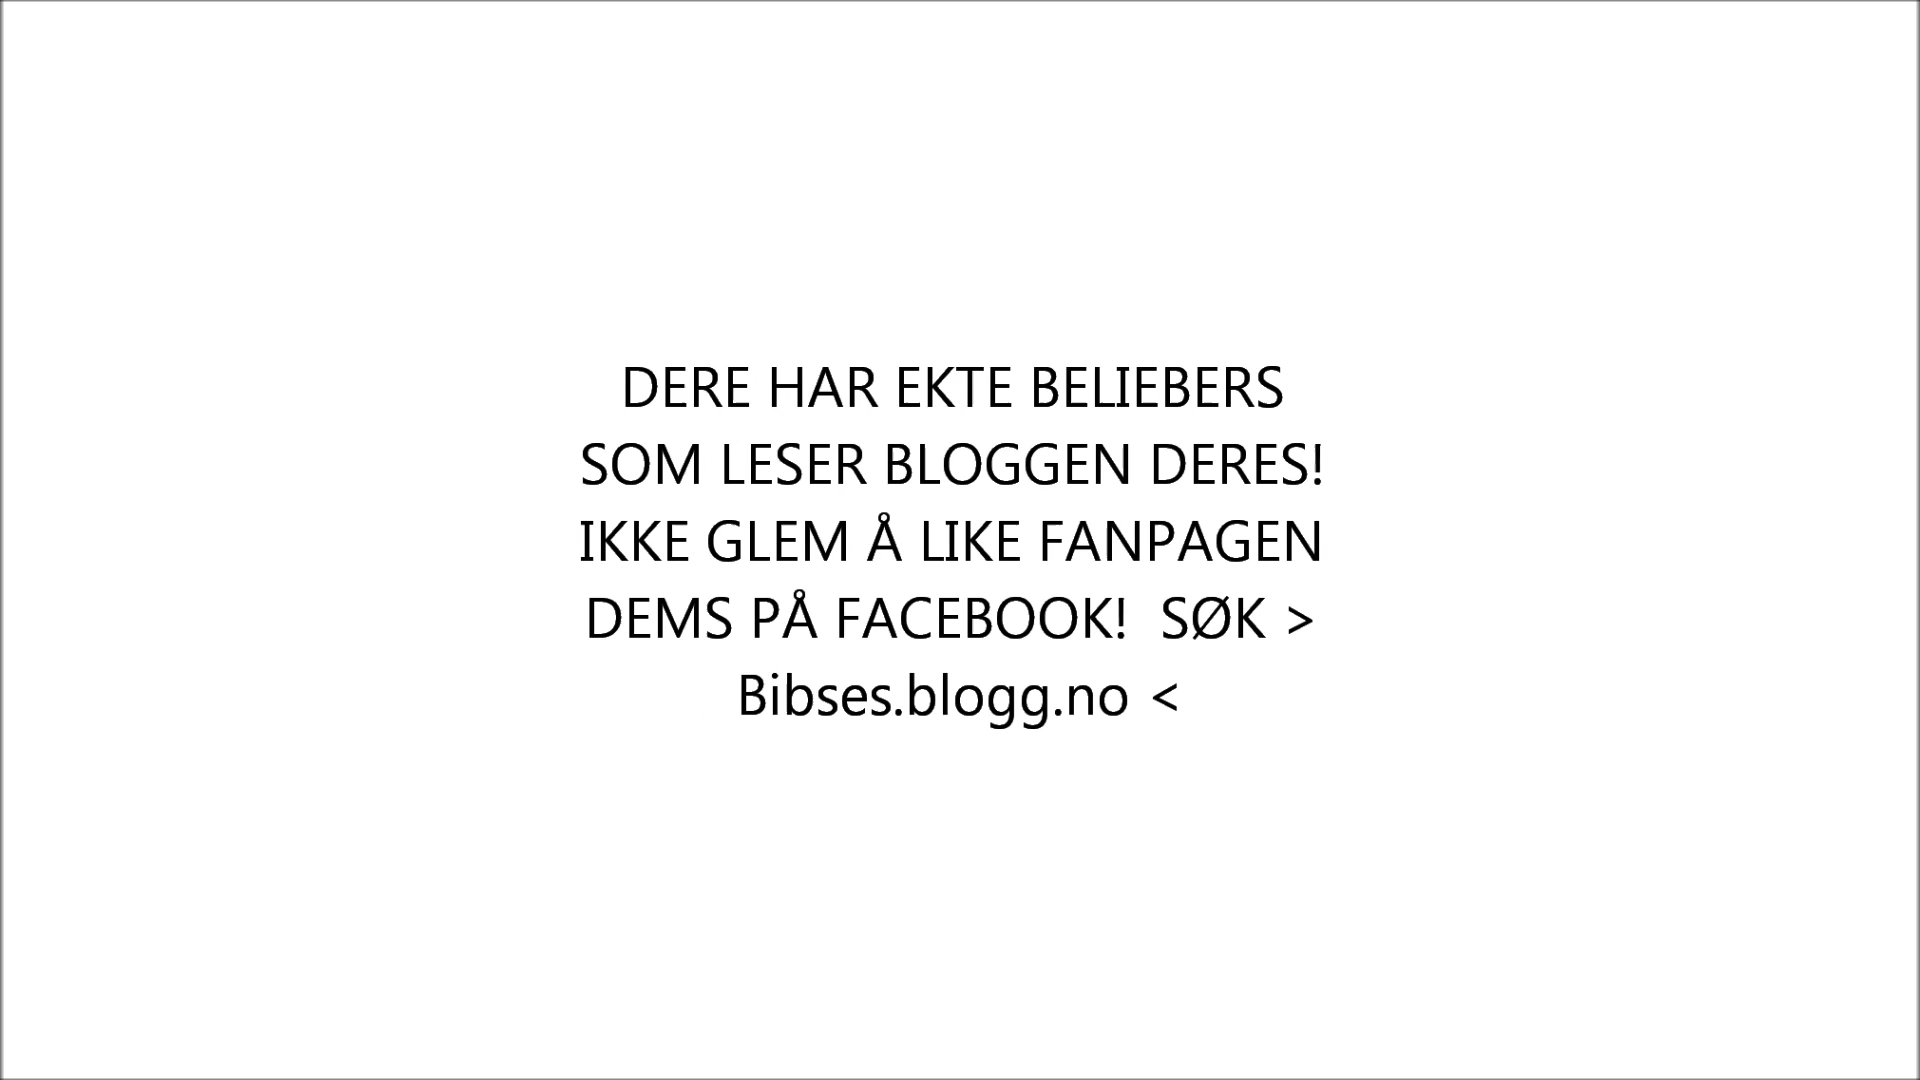 DERE HAR EKTE BELIEBERS
SOM LESER BLOGGEN DERES!
IKKE GLEM Å LIKE FANPAGEN
DEMS PÅ FACEBOOK!  SØK >
Bibses.blogg.no <